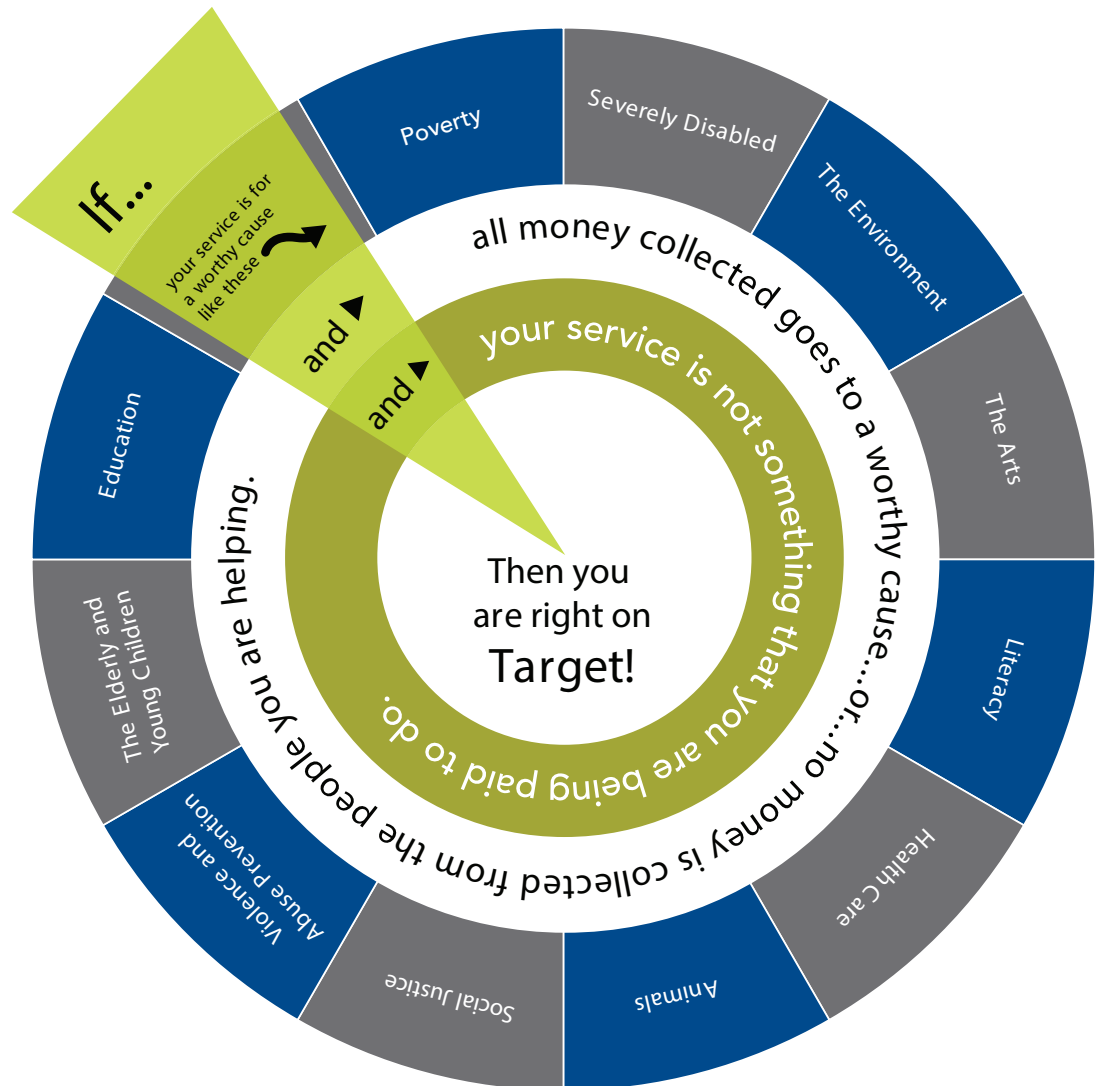 If...
your service is for
a worthy cause
like these
Poverty
Severely Disabled
The Environment
The Arts
Literacy
Health Care
Animals
Social Justice
Violence and
Abuse Prevention
The Elderly and
Young Children
Education
and
all money collected goes to a worthy cause...or...no money is collected from the people you are helping.
and
your service is not something that you are being paid to do.
Then you
are right on
Target!